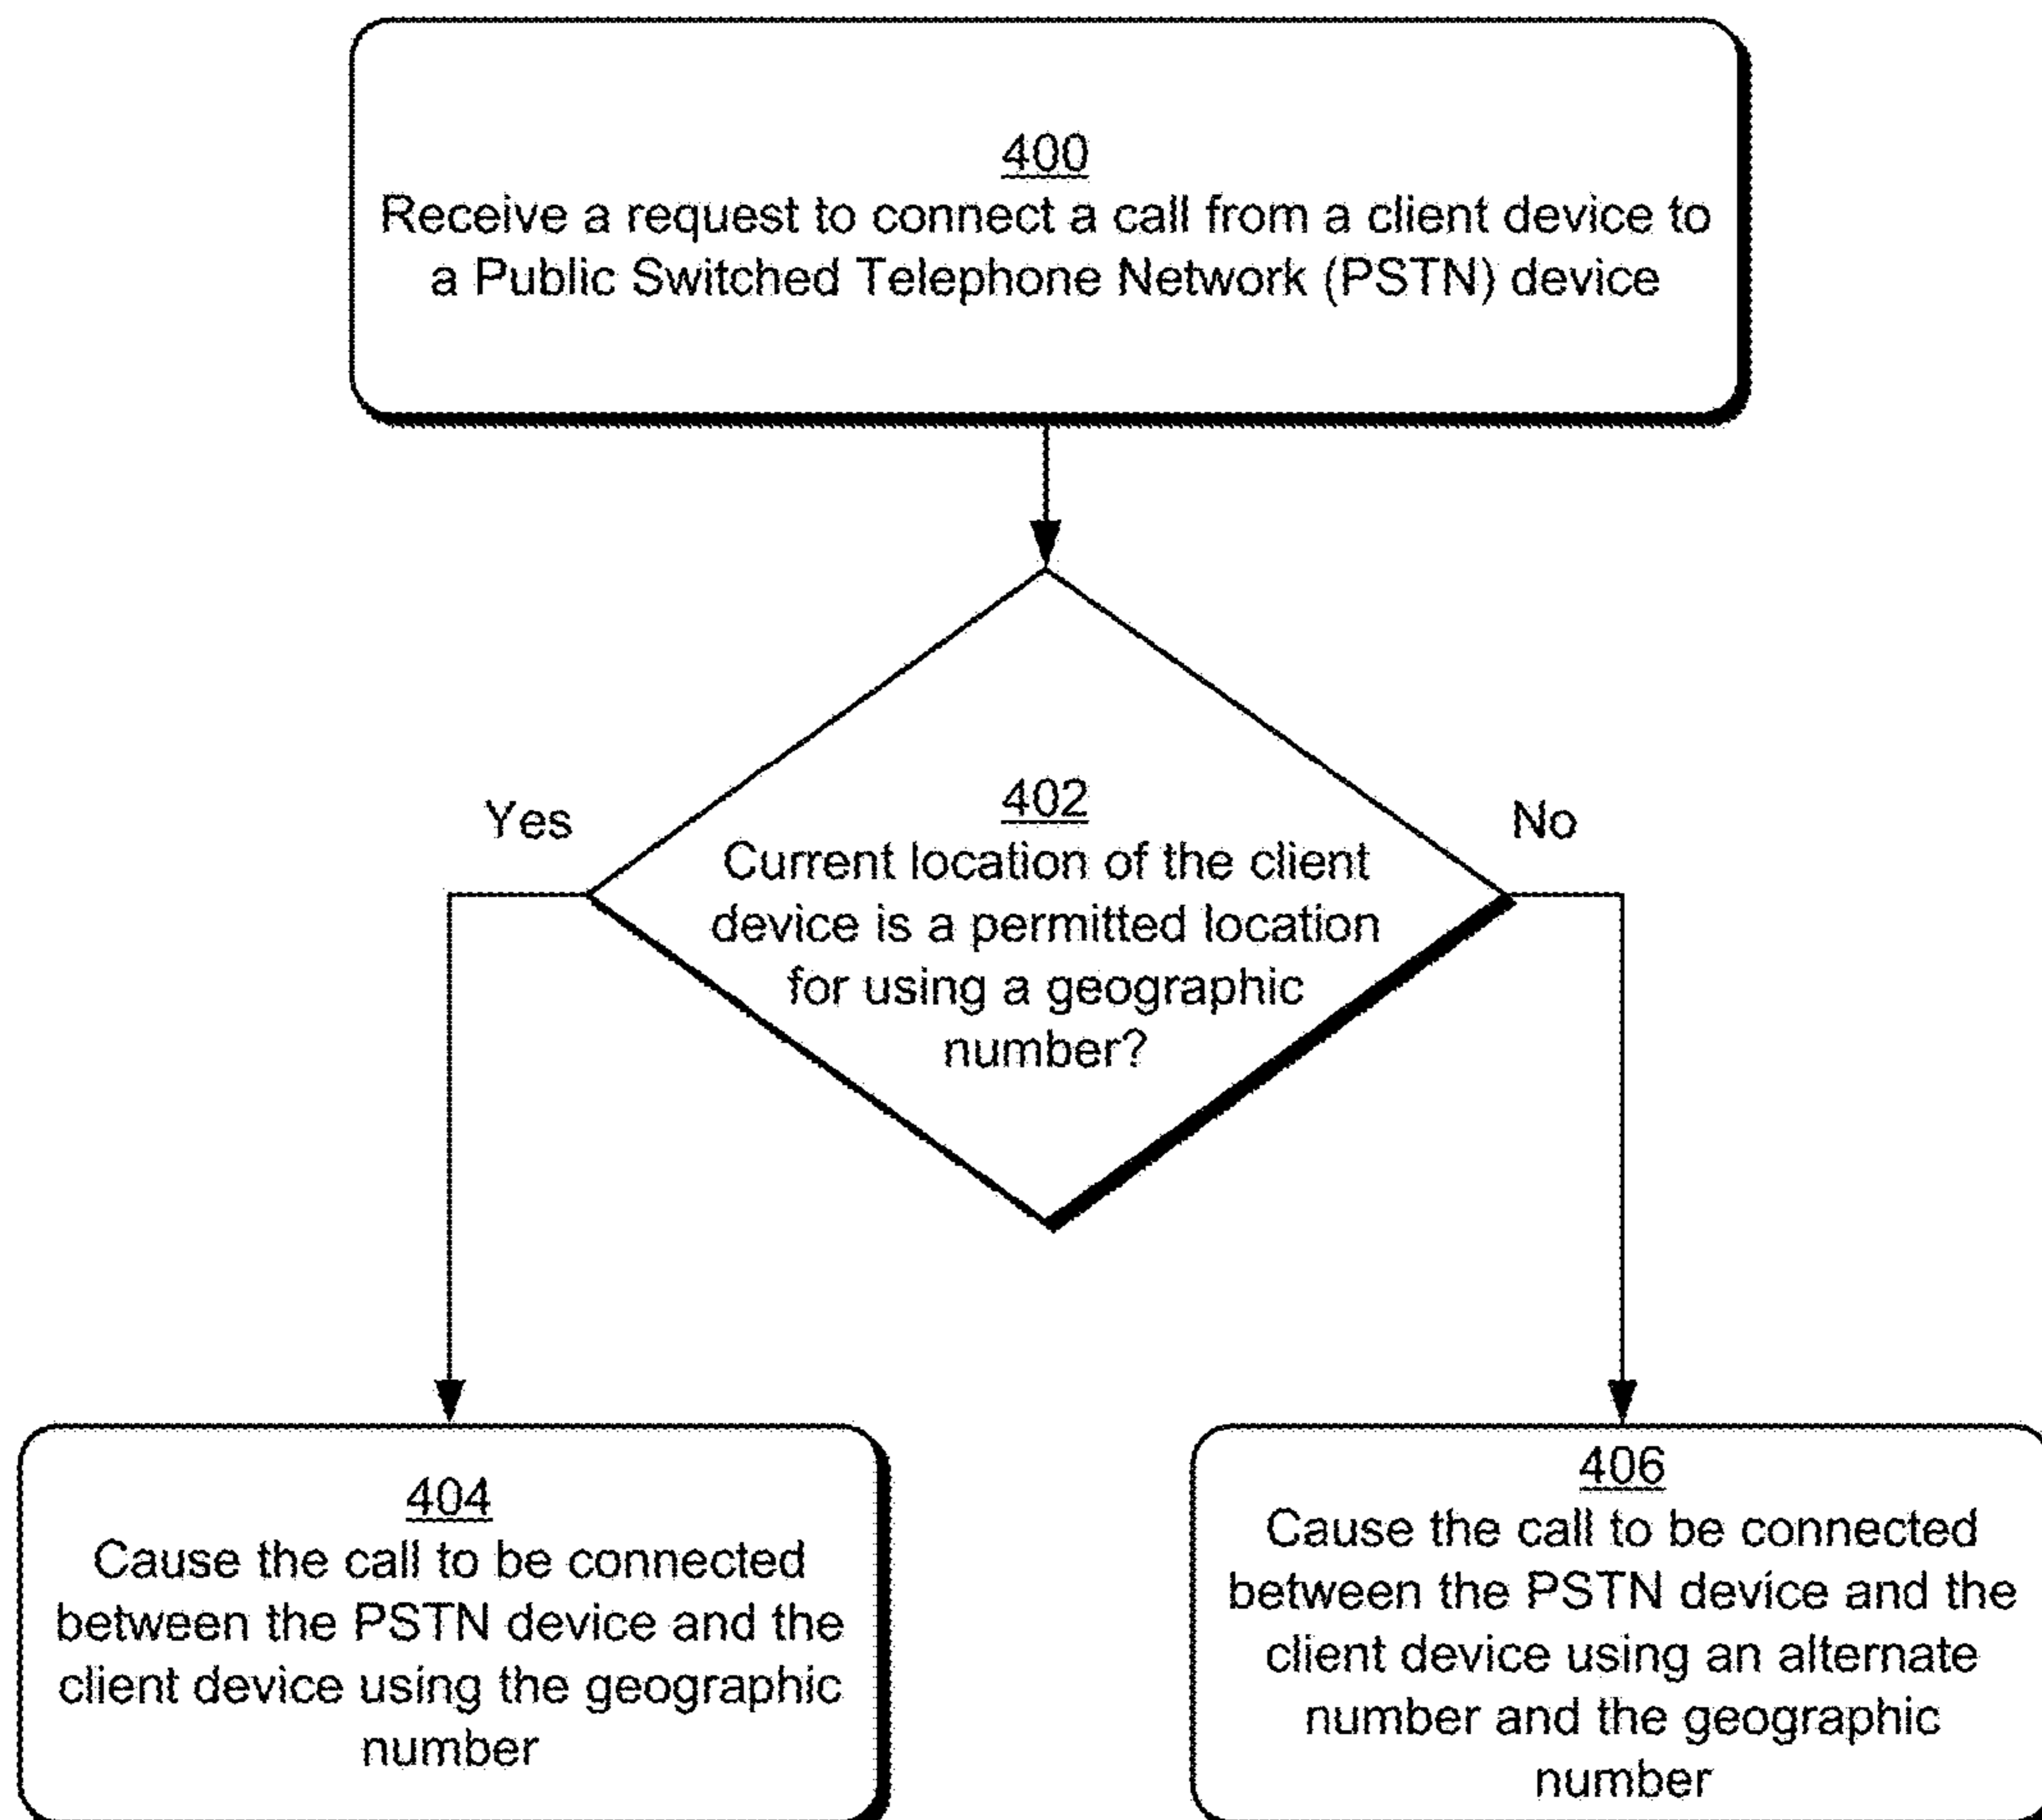 400
Receive a request to connect a call from a client device to
a Public Switched Telephone Network (PSTN) device
Yes
402
Current location of the client
device is a permitted location
for using a geographic
number?
No
404
Cause the call to be connected
between the PSTN device and the
client device using the geographic
number
406
Cause the call to be connected
between the PSTN device and the
client device using an alternate
number and the geographic
number